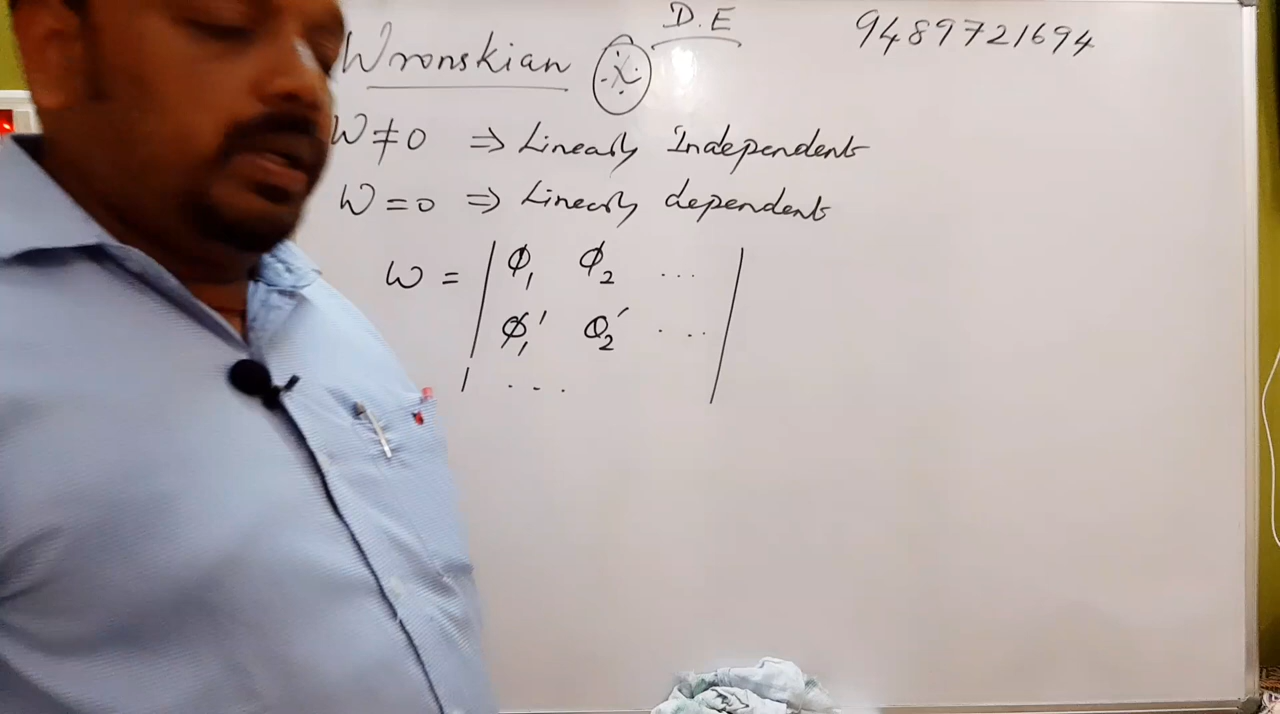 D.E
9489721694
Wronskian
W ≠ 0 ⇒ Linearly Independents
W = 0 ⇒ Linearly dependents
W = | ϕ₁ ϕ₂ ... |
| ϕ₁′ ϕ₂′ ... |
| ... |